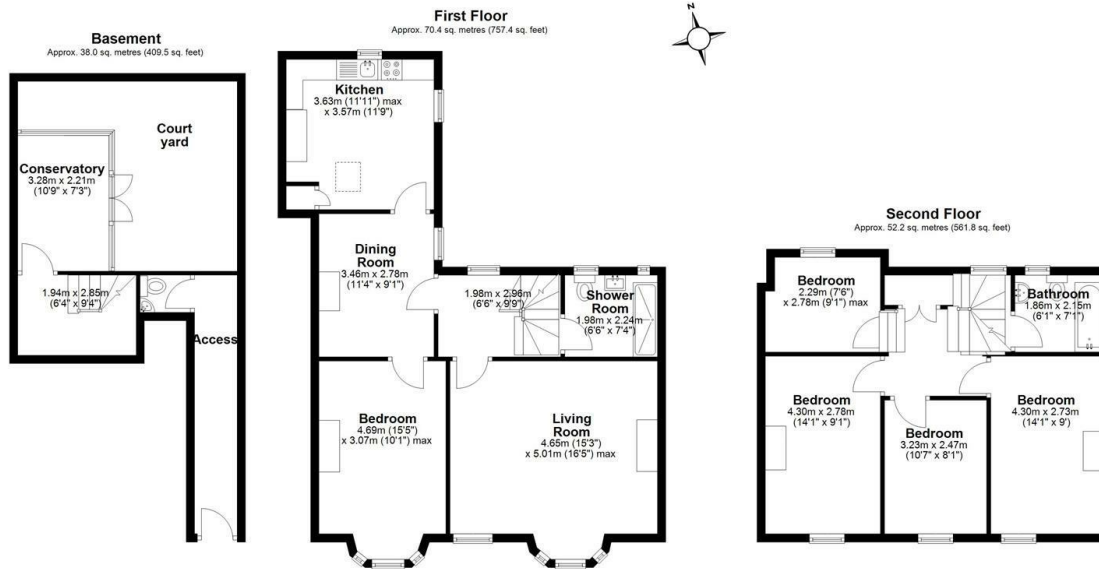 Basement
Approx. 38.0 sq. metres (409.5 sq. feet)
Court
yard
Conservatory
3.28m x 2.21m
(10'9" x 7'3")
1.94m x 2.85m
(6'4" x 9'4")
Access
First Floor
Approx. 70.4 sq. metres (757.4 sq. feet)
N
Kitchen
3.63m (11'11") max
x 3.57m (11'9")
Dining
Room
3.46m x 2.78m
(11'4" x 9'1")
1.98m x 2.96m
(6'6" x 9'9")
Shower
Room
1.98m x 2.24m
(6'6" x 7'4")
Bedroom
4.69m (15'5")
x 3.07m (10'1") max
Living
Room
4.65m (15'3")
x 5.01m (16'5") max
Second Floor
Approx. 52.2 sq. metres (561.8 sq. feet)
Bedroom
2.29m (7'6")
x 2.78m (9'1") max
Bathroom
1.86m x 2.15m
(6'1" x 7'1")
Bedroom
4.30m x 2.78m
(14'1" x 9'1")
Bedroom
3.23m x 2.47m
(10'7" x 8'1")
Bedroom
4.30m x 2.73m
(14'1" x 9')